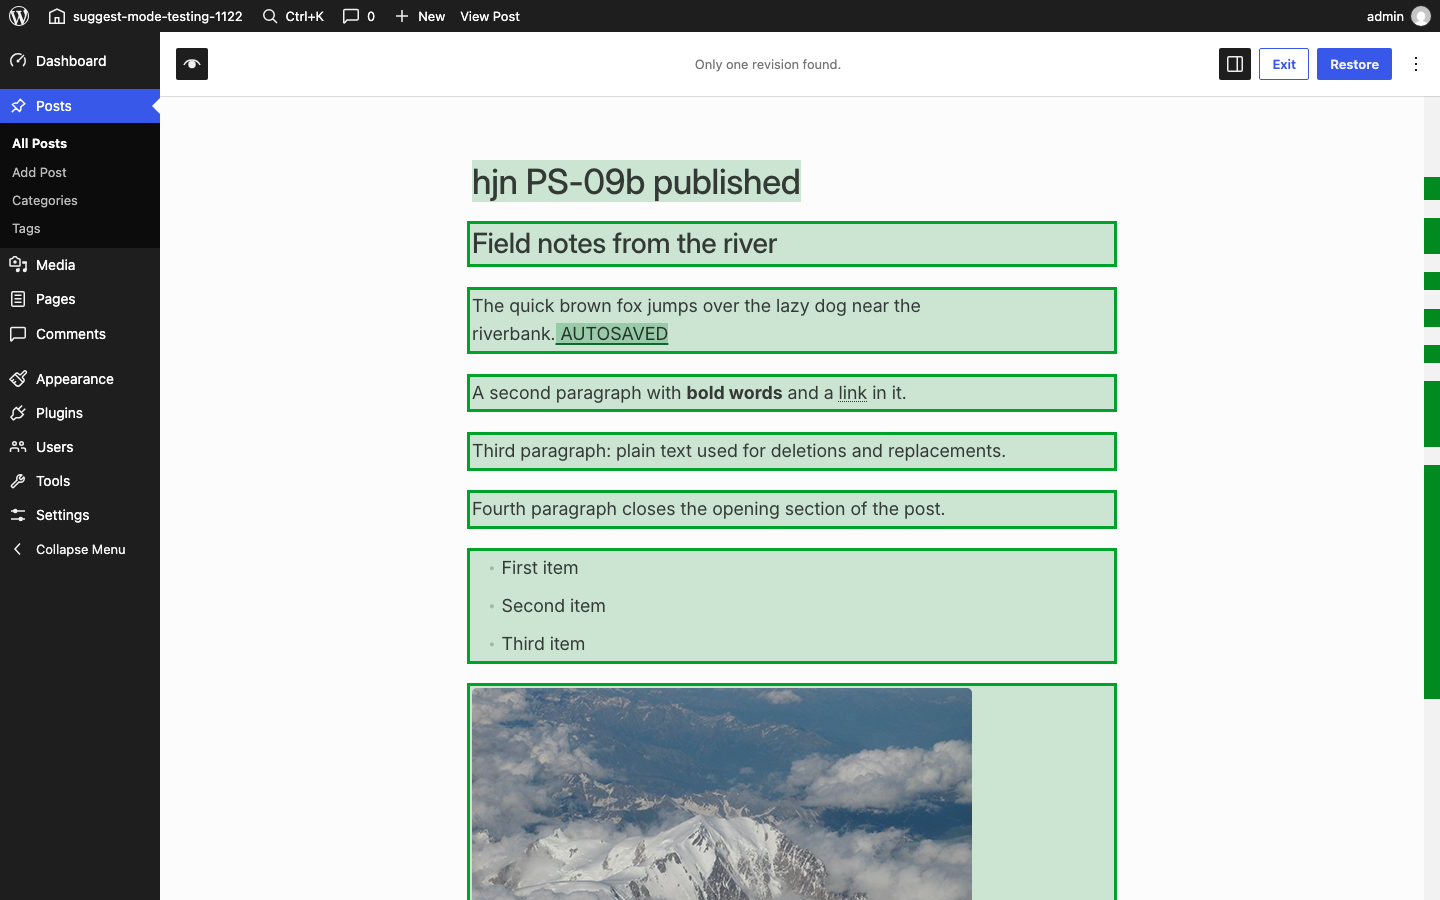 suggest-mode-testing-1122 Ctrl+K 0 New View Post admin
Dashboard
Posts
All Posts
Add Post
Categories
Tags
Media
Pages
Comments
Appearance
Plugins
Users
Tools
Settings
Collapse Menu
Only one revision found.
Exit
Restore
hjn PS-09b published
Field notes from the river
The quick brown fox jumps over the lazy dog near the
riverbank. AUTOSAVED
A second paragraph with bold words and a link in it.
Third paragraph: plain text used for deletions and replacements.
Fourth paragraph closes the opening section of the post.
First item
Second item
Third item